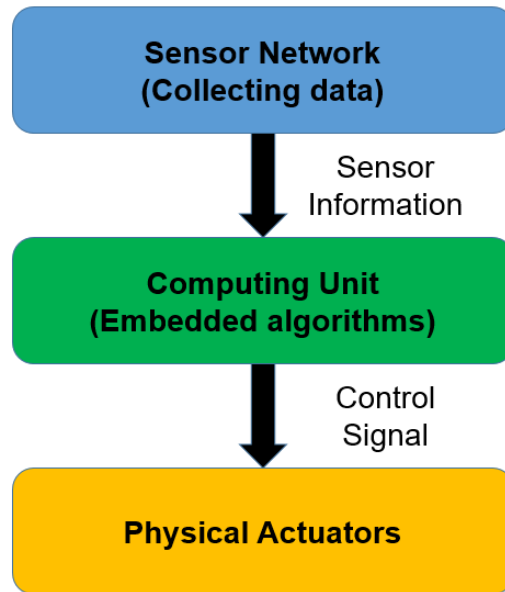 Sensor Network
(Collecting data)
Sensor
Information
Computing Unit
(Embedded algorithms)
Control
Signal
Physical Actuators